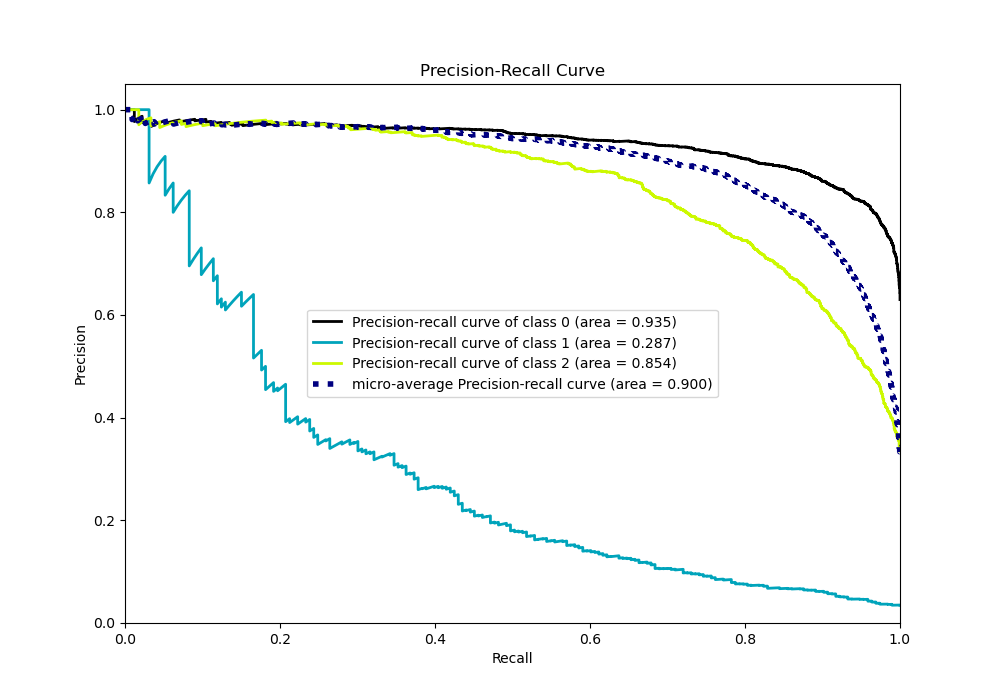 Precision-Recall Curve
1.0
0.8
0.6
0.4
0.2
0.0
Precision
Precision-recall curve of class 0 (area = 0.935)
Precision-recall curve of class 1 (area = 0.287)
Precision-recall curve of class 2 (area = 0.854)
micro-average Precision-recall curve (area = 0.900)
0.0 0.2 0.4 0.6 0.8 1.0
Recall